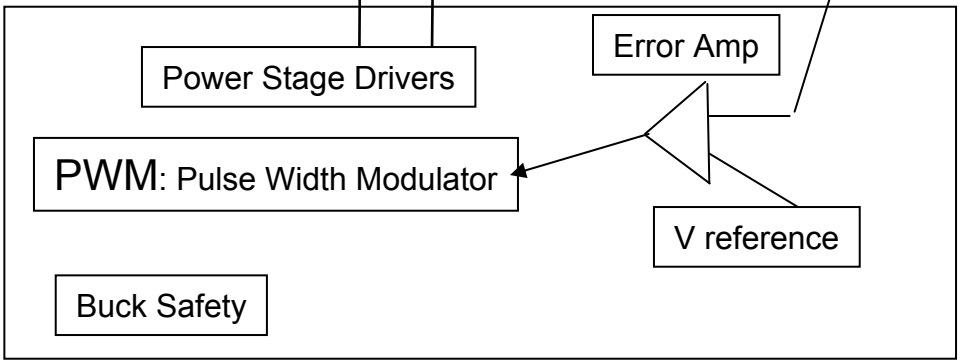 Error Amp
Power Stage Drivers
PWM: Pulse Width Modulator
V reference
Buck Safety